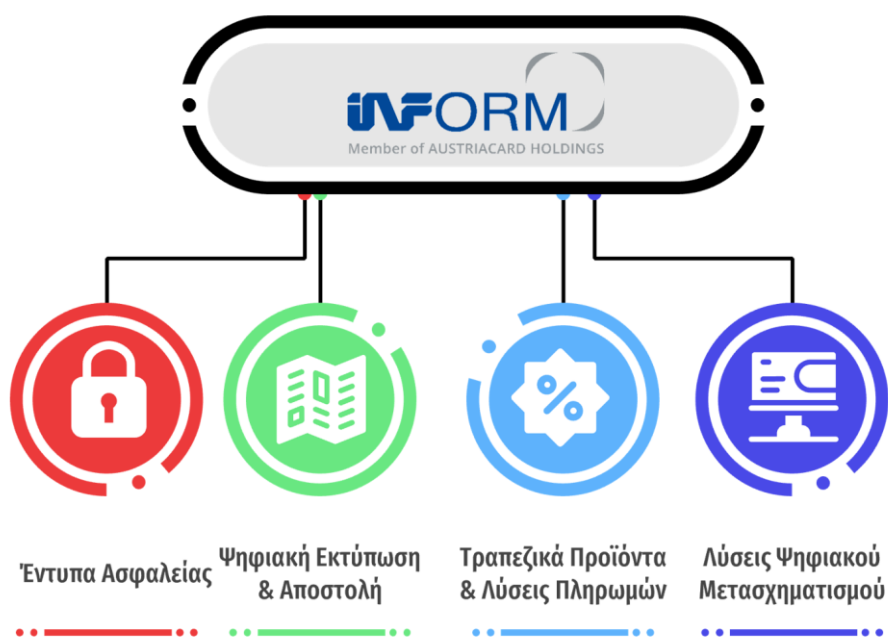 INFORM
Member of AUSTRIACARD HOLDINGS
Έντυπα Ασφαλείας
Ψηφιακή Εκτύπωση
& Αποστολή
Τραπεζικά Προϊόντα
& Λύσεις Πληρωμών
Λύσεις Ψηφιακού
Μετασχηματισμού